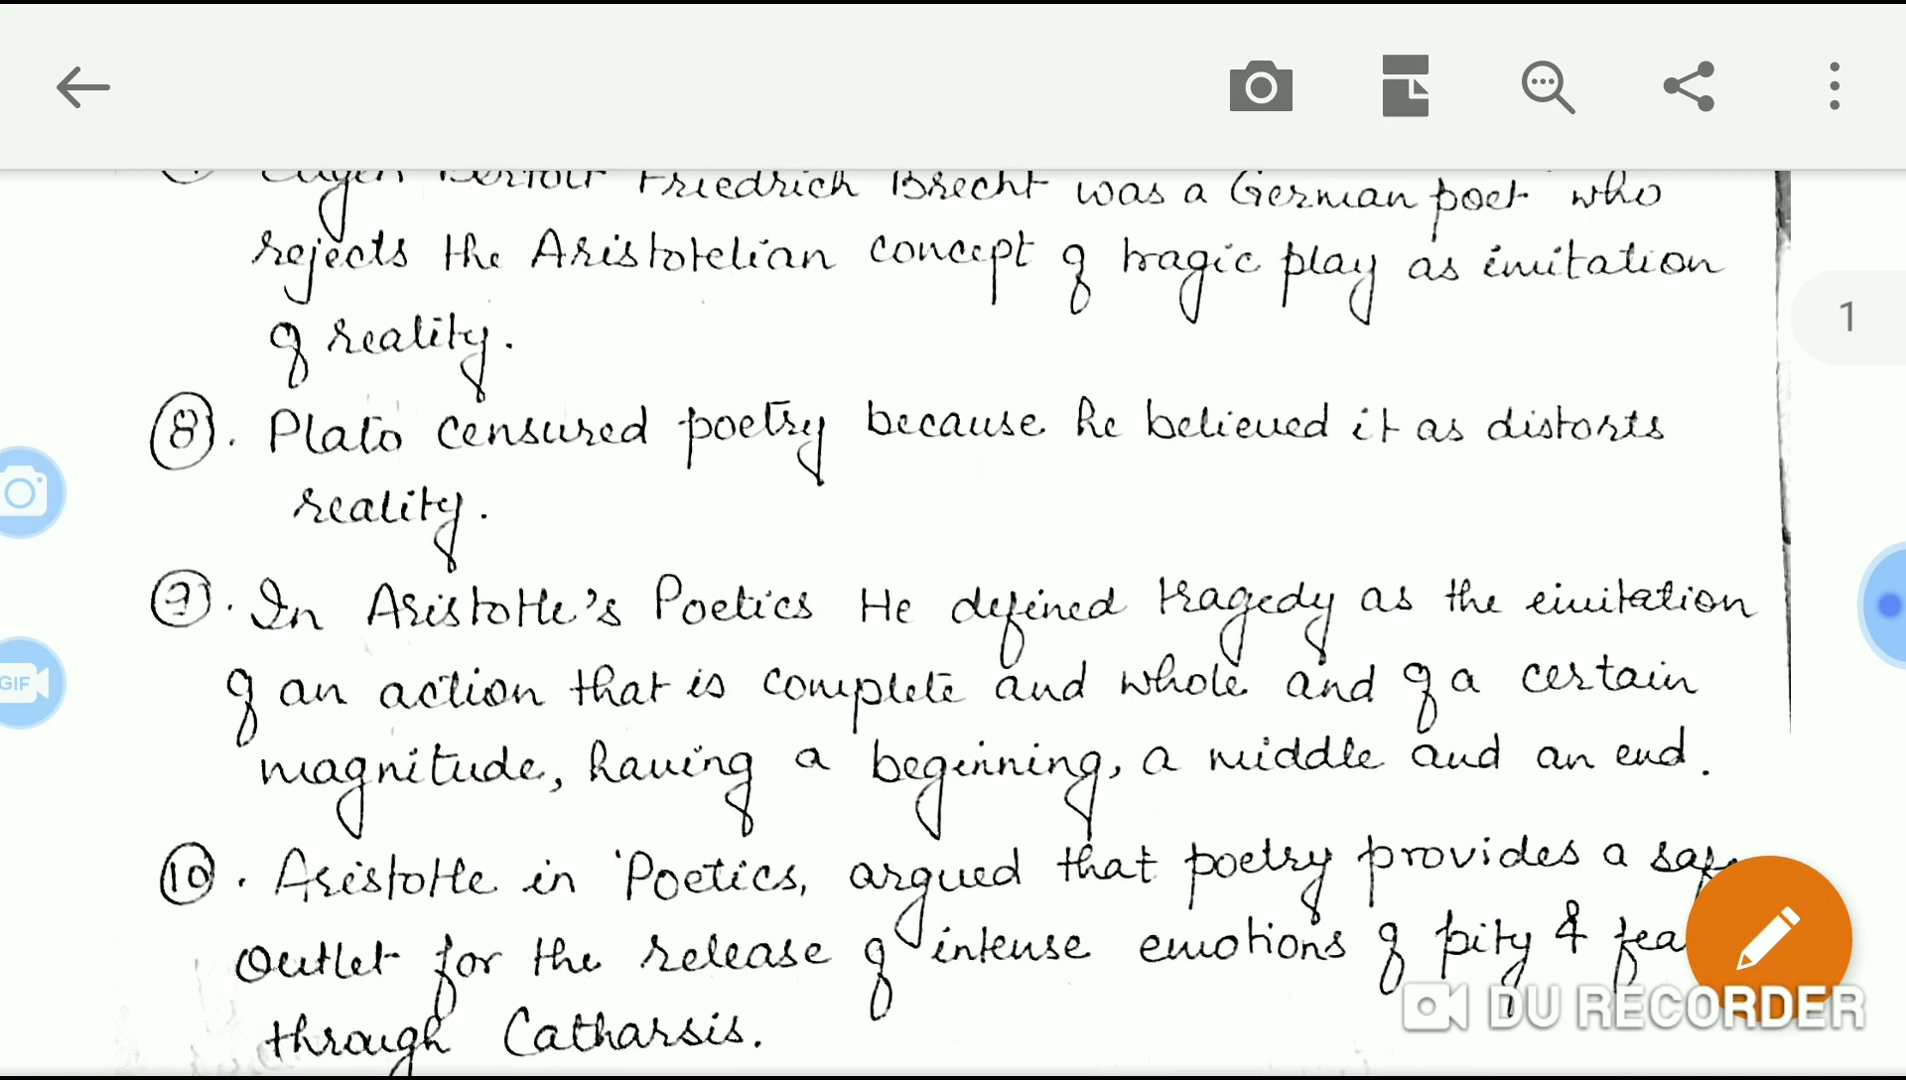 1
Eugen Bertolt Friedrich Brecht was a German poet who
rejects the Aristotelian concept of tragic play as imitation
of reality.
8. Plato censured poetry because he believed it as distorts
reality.
9. In Aristotle's Poetics He defined tragedy as the imitation
of an action that is complete and whole and of a certain
magnitude, having a beginning, a middle and an end.
10. Aristotle in 'Poetics, argued that poetry provides a
Outlet for the release of intense emotions of pity &
through Catharsis.
GIF
DU RECORDER